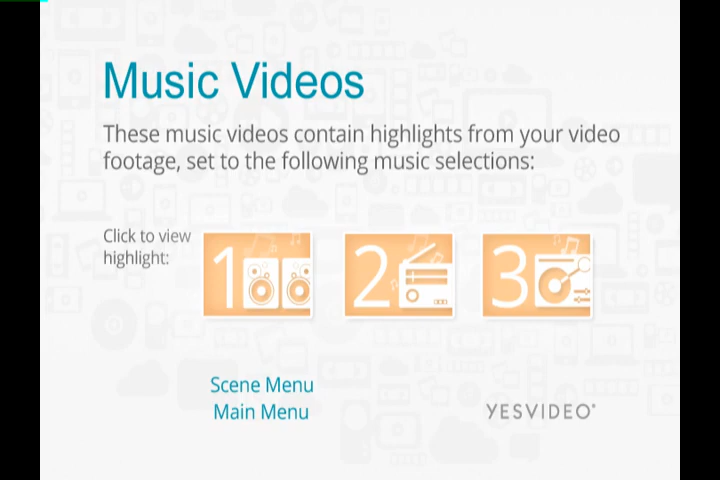 Music Videos
These music videos contain highlights from your video
footage, set to the following music selections:
Click to view
highlight:
1 2 3
Scene Menu
Main Menu
YESVIDEO®